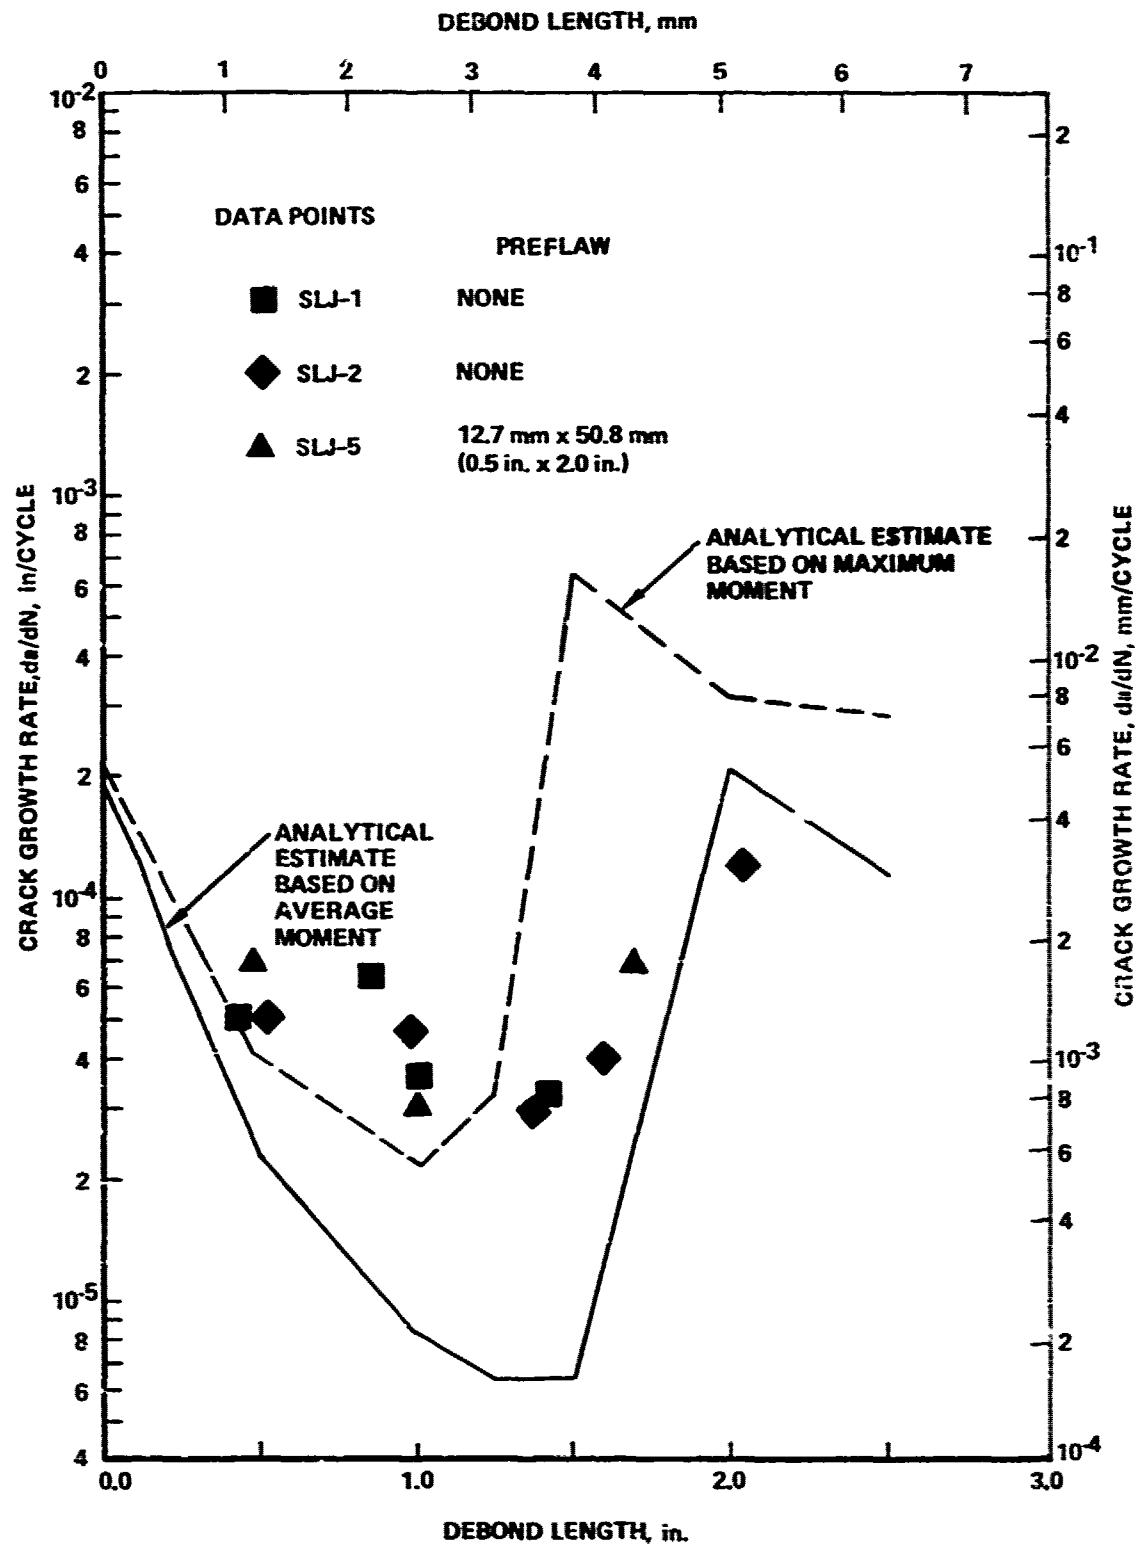 DEBOND LENGTH, mm
0 1 2 3 4 5 6 7
10-2
8
6
4
2
10-3
8
6
4
2
10-4
8
6
4
2
10-5
8
6
4
CRACK GROWTH RATE, da/dN, in/CYCLE
DATA POINTS
PREFLAW
SLJ-1 NONE
SLJ-2 NONE
SLJ-5 12.7 mm x 50.8 mm
(0.5 in. x 2.0 in.)
ANALYTICAL ESTIMATE
BASED ON MAXIMUM
MOMENT
ANALYTICAL
ESTIMATE
BASED ON
AVERAGE
MOMENT
2
10-1
8
6
4
2
10-2
8
6
4
2
10-3
8
6
4
2
10-4
CRACK GROWTH RATE, da/dN, mm/CYCLE
0.0 1.0 2.0 3.0
DEBOND LENGTH, in.